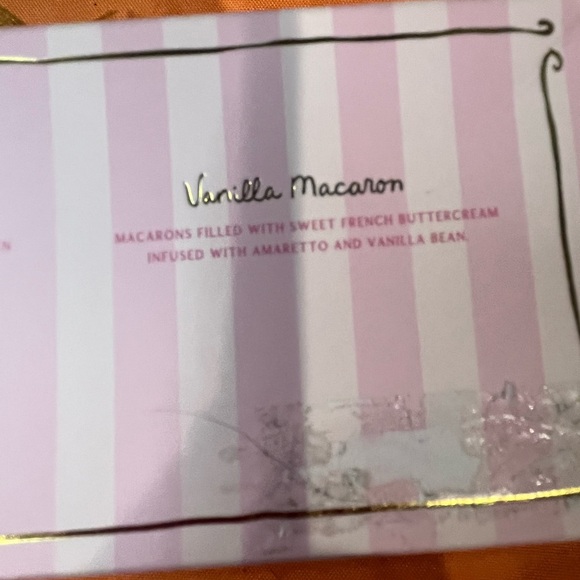 Vanilla Macaron
MACARONS FILLED WITH SWEET FRENCH BUTTERCREAM
INFUSED WITH AMARETTO AND VANILLA BEAN.